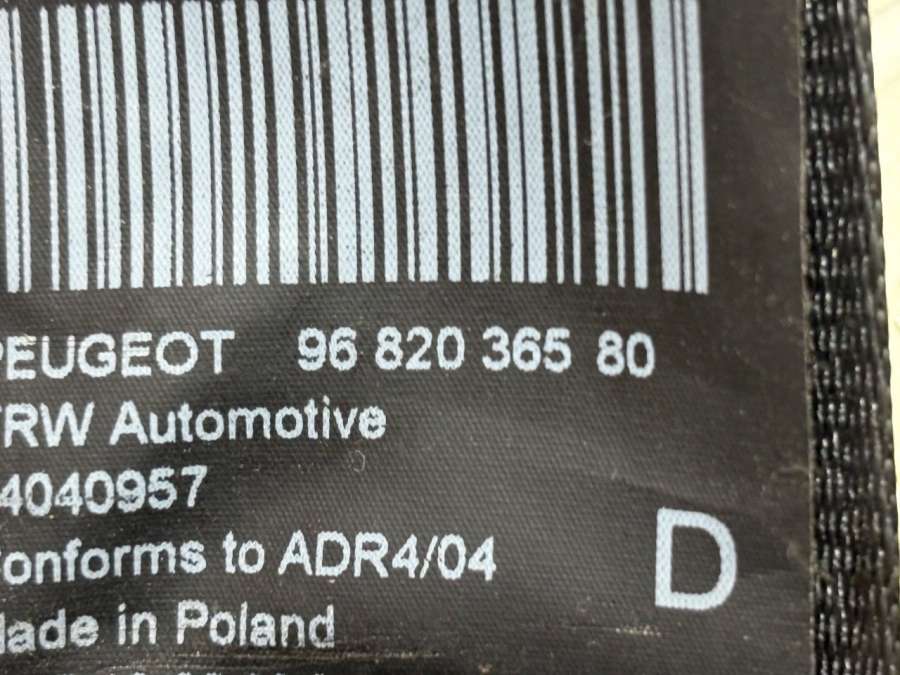 PEUGEOT 96 820 365 80
TRW Automotive
4040957
Conforms to ADR4/04
D
Made in Poland